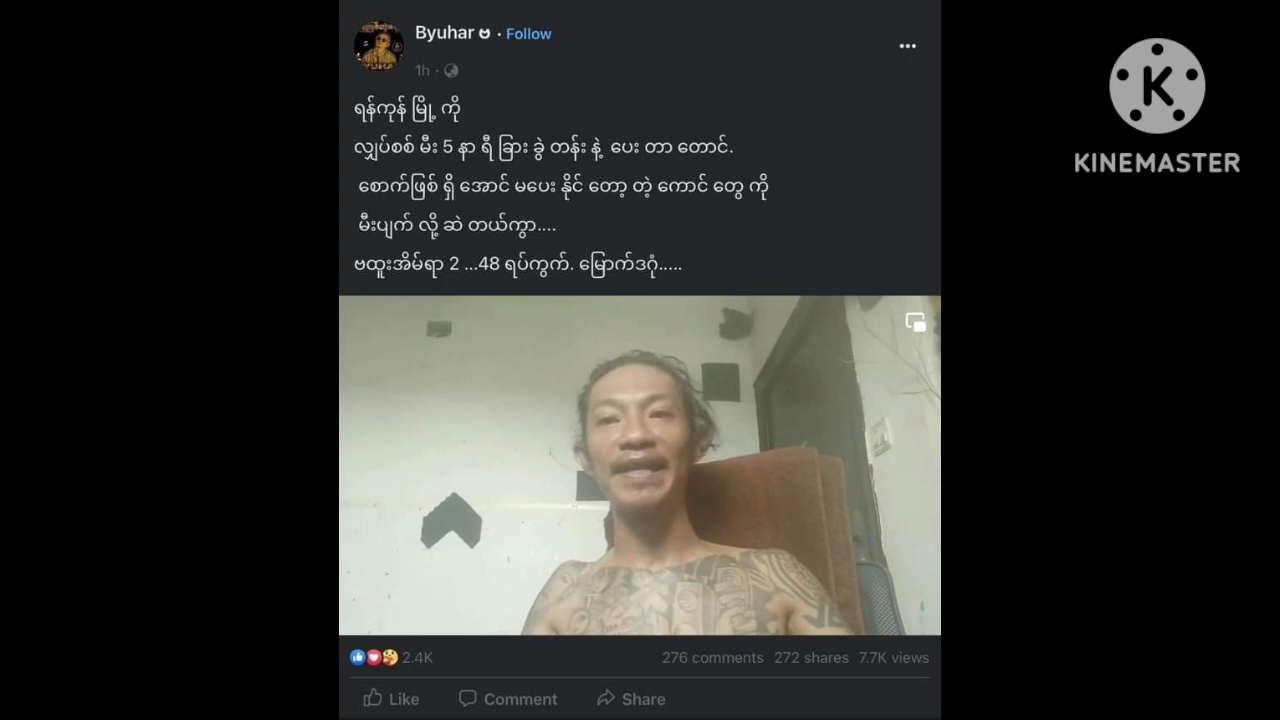 Byuhar · Follow
1h ·
ရန်ကုန် မြို့ ကို
လျှပ်စစ် မီး 5 နာ ရီ ခြား ခွဲ တန်း နဲ့ ပေး တာ တောင်.
စောက်ဖြစ် ရှိ အောင် မပေး နိုင် တော့ တဲ့ ကောင် တွေ ကို
မီးပျက် လို့ ဆဲ တယ်ကွာ....
ဗထူးအိမ်ရာ 2 ...48 ရပ်ကွက်. မြောက်ဒဂုံ.....
K
KINEMASTER
2.4K 276 comments 272 shares 7.7K views
Like Comment Share